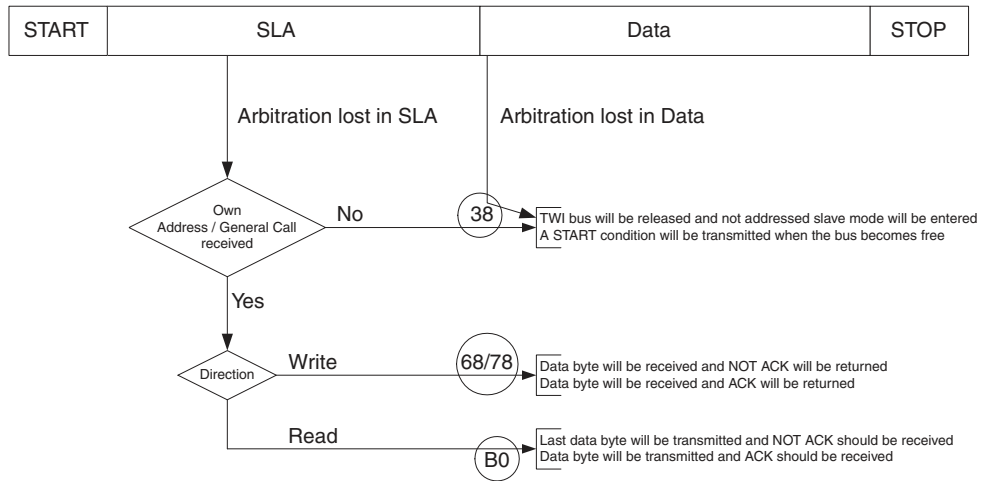 START SLA Data STOP
Arbitration lost in SLA Arbitration lost in Data
Own
Address / General Call
received
No
38
TWI bus will be released and not addressed slave mode will be entered
A START condition will be transmitted when the bus becomes free
Yes
Direction
Write
68/78
Data byte will be received and NOT ACK will be returned
Data byte will be received and ACK will be returned
Read
B0
Last data byte will be transmitted and NOT ACK should be received
Data byte will be transmitted and ACK should be received